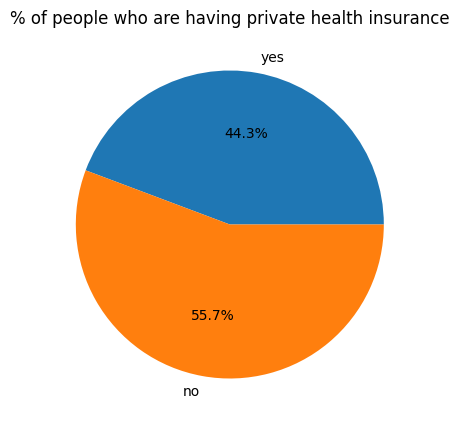 % of people who are having private health insurance
yes
44.3%
55.7%
no